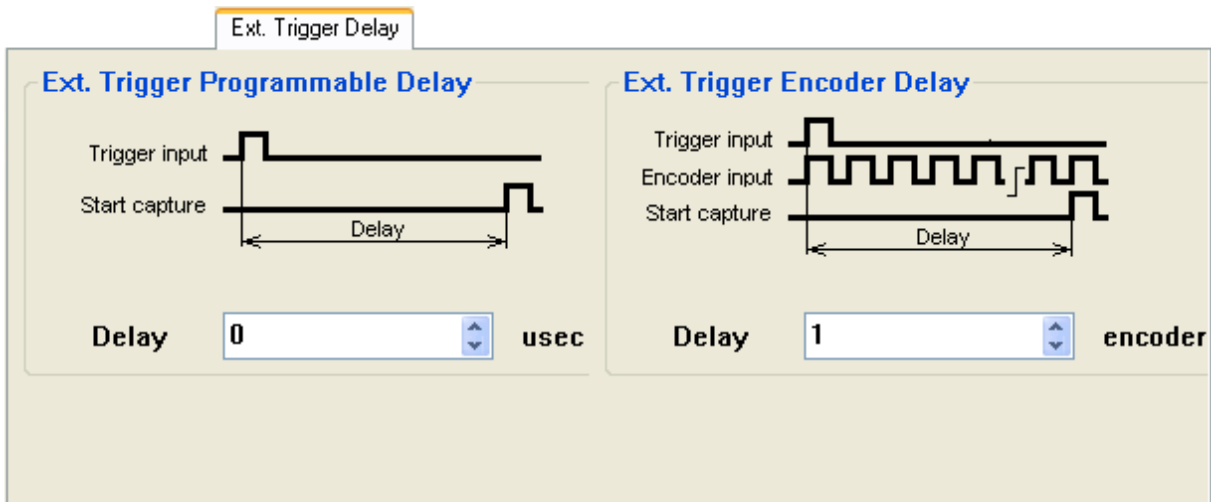 Ext. Trigger Delay
Ext. Trigger Programmable Delay
Trigger input
Start capture
Delay
Delay 0 usec
Ext. Trigger Encoder Delay
Trigger input
Encoder input
Start capture
Delay
Delay 1 encoder